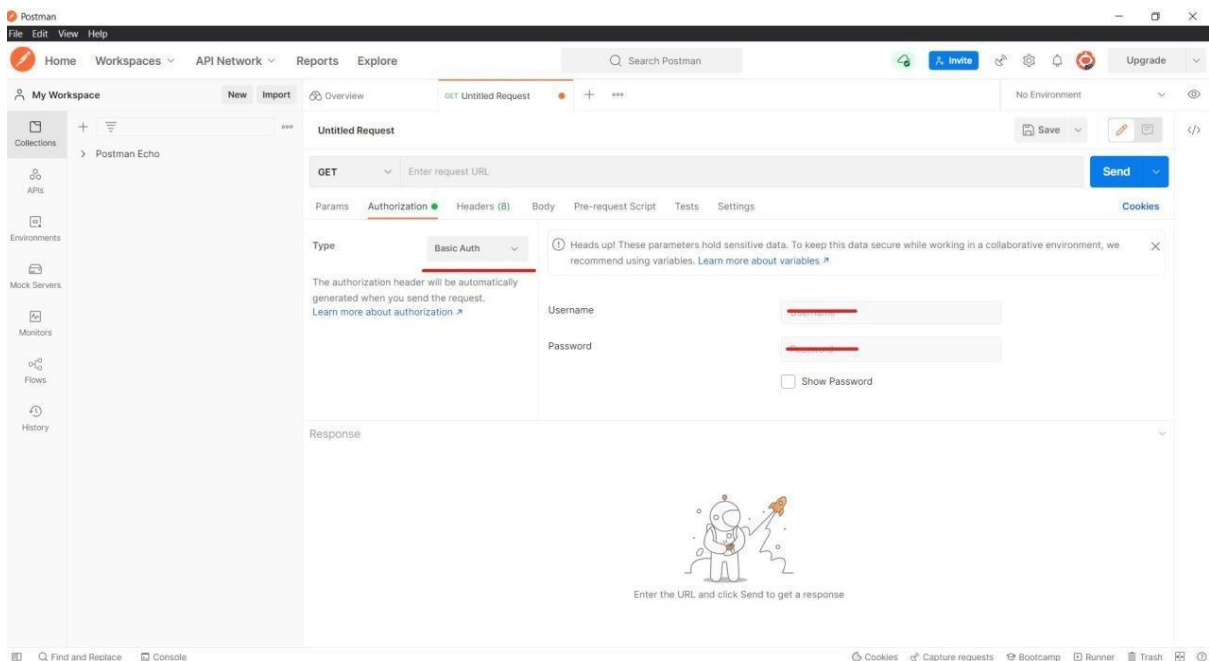 Postman
File Edit View Help
Home Workspaces API Network Reports Explore Search Postman Invite Upgrade
My Workspace New Import Overview GET Untitled Request No Environment
Collections
APIs
Environments
Mock Servers
Monitors
Flows
History
Postman Echo
Untitled Request Save
GET Enter request URL Send
Params Authorization Headers (8) Body Pre-request Script Tests Settings Cookies
Type Basic Auth
The authorization header will be automatically
generated when you send the request.
Learn more about authorization
Heads up! These parameters hold sensitive data. To keep this data secure while working in a collaborative environment, we
recommend using variables. Learn more about variables
Username
Password
Show Password
Response
Enter the URL and click Send to get a response
Find and Replace Console Cookies Capture requests Bootcamp Runner Trash